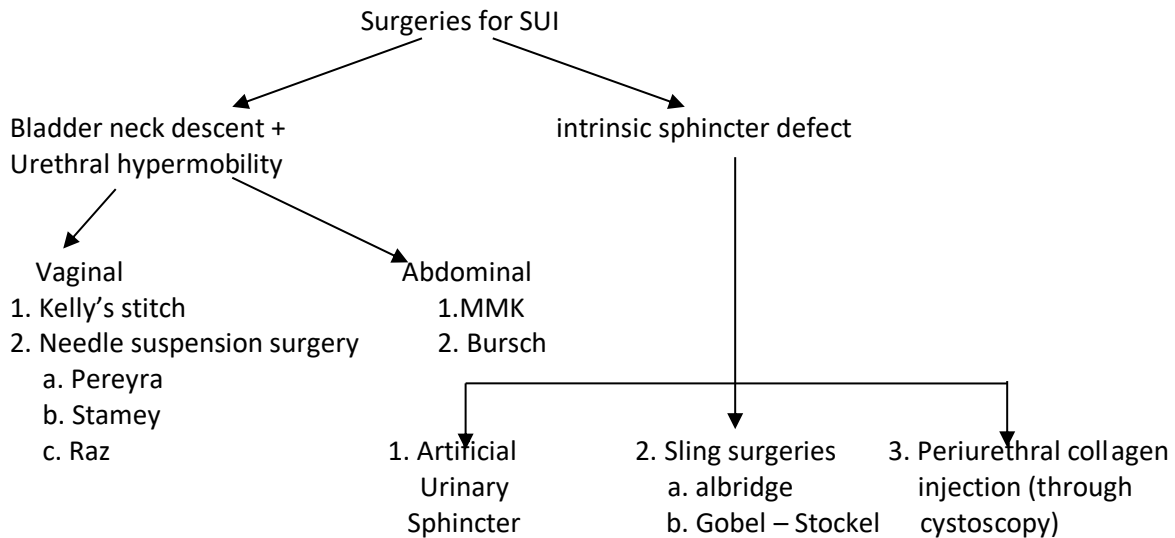 Surgeries for SUI
Bladder neck descent +
Urethral hypermobility
intrinsic sphincter defect
Vaginal
1. Kelly’s stitch
2. Needle suspension surgery
a. Pereyra
b. Stamey
c. Raz
Abdominal
1.MMK
2. Bursch
1. Artificial
Urinary
Sphincter
2. Sling surgeries
a. albridge
b. Gobel – Stockel
3. Periurethral collagen
injection (through
cystoscopy)